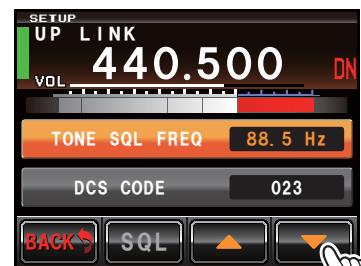 SETUP
UP LINK
VOL 440.500 DN
TONE SQL FREQ 88.5 Hz
DCS CODE 023
BACK SQL